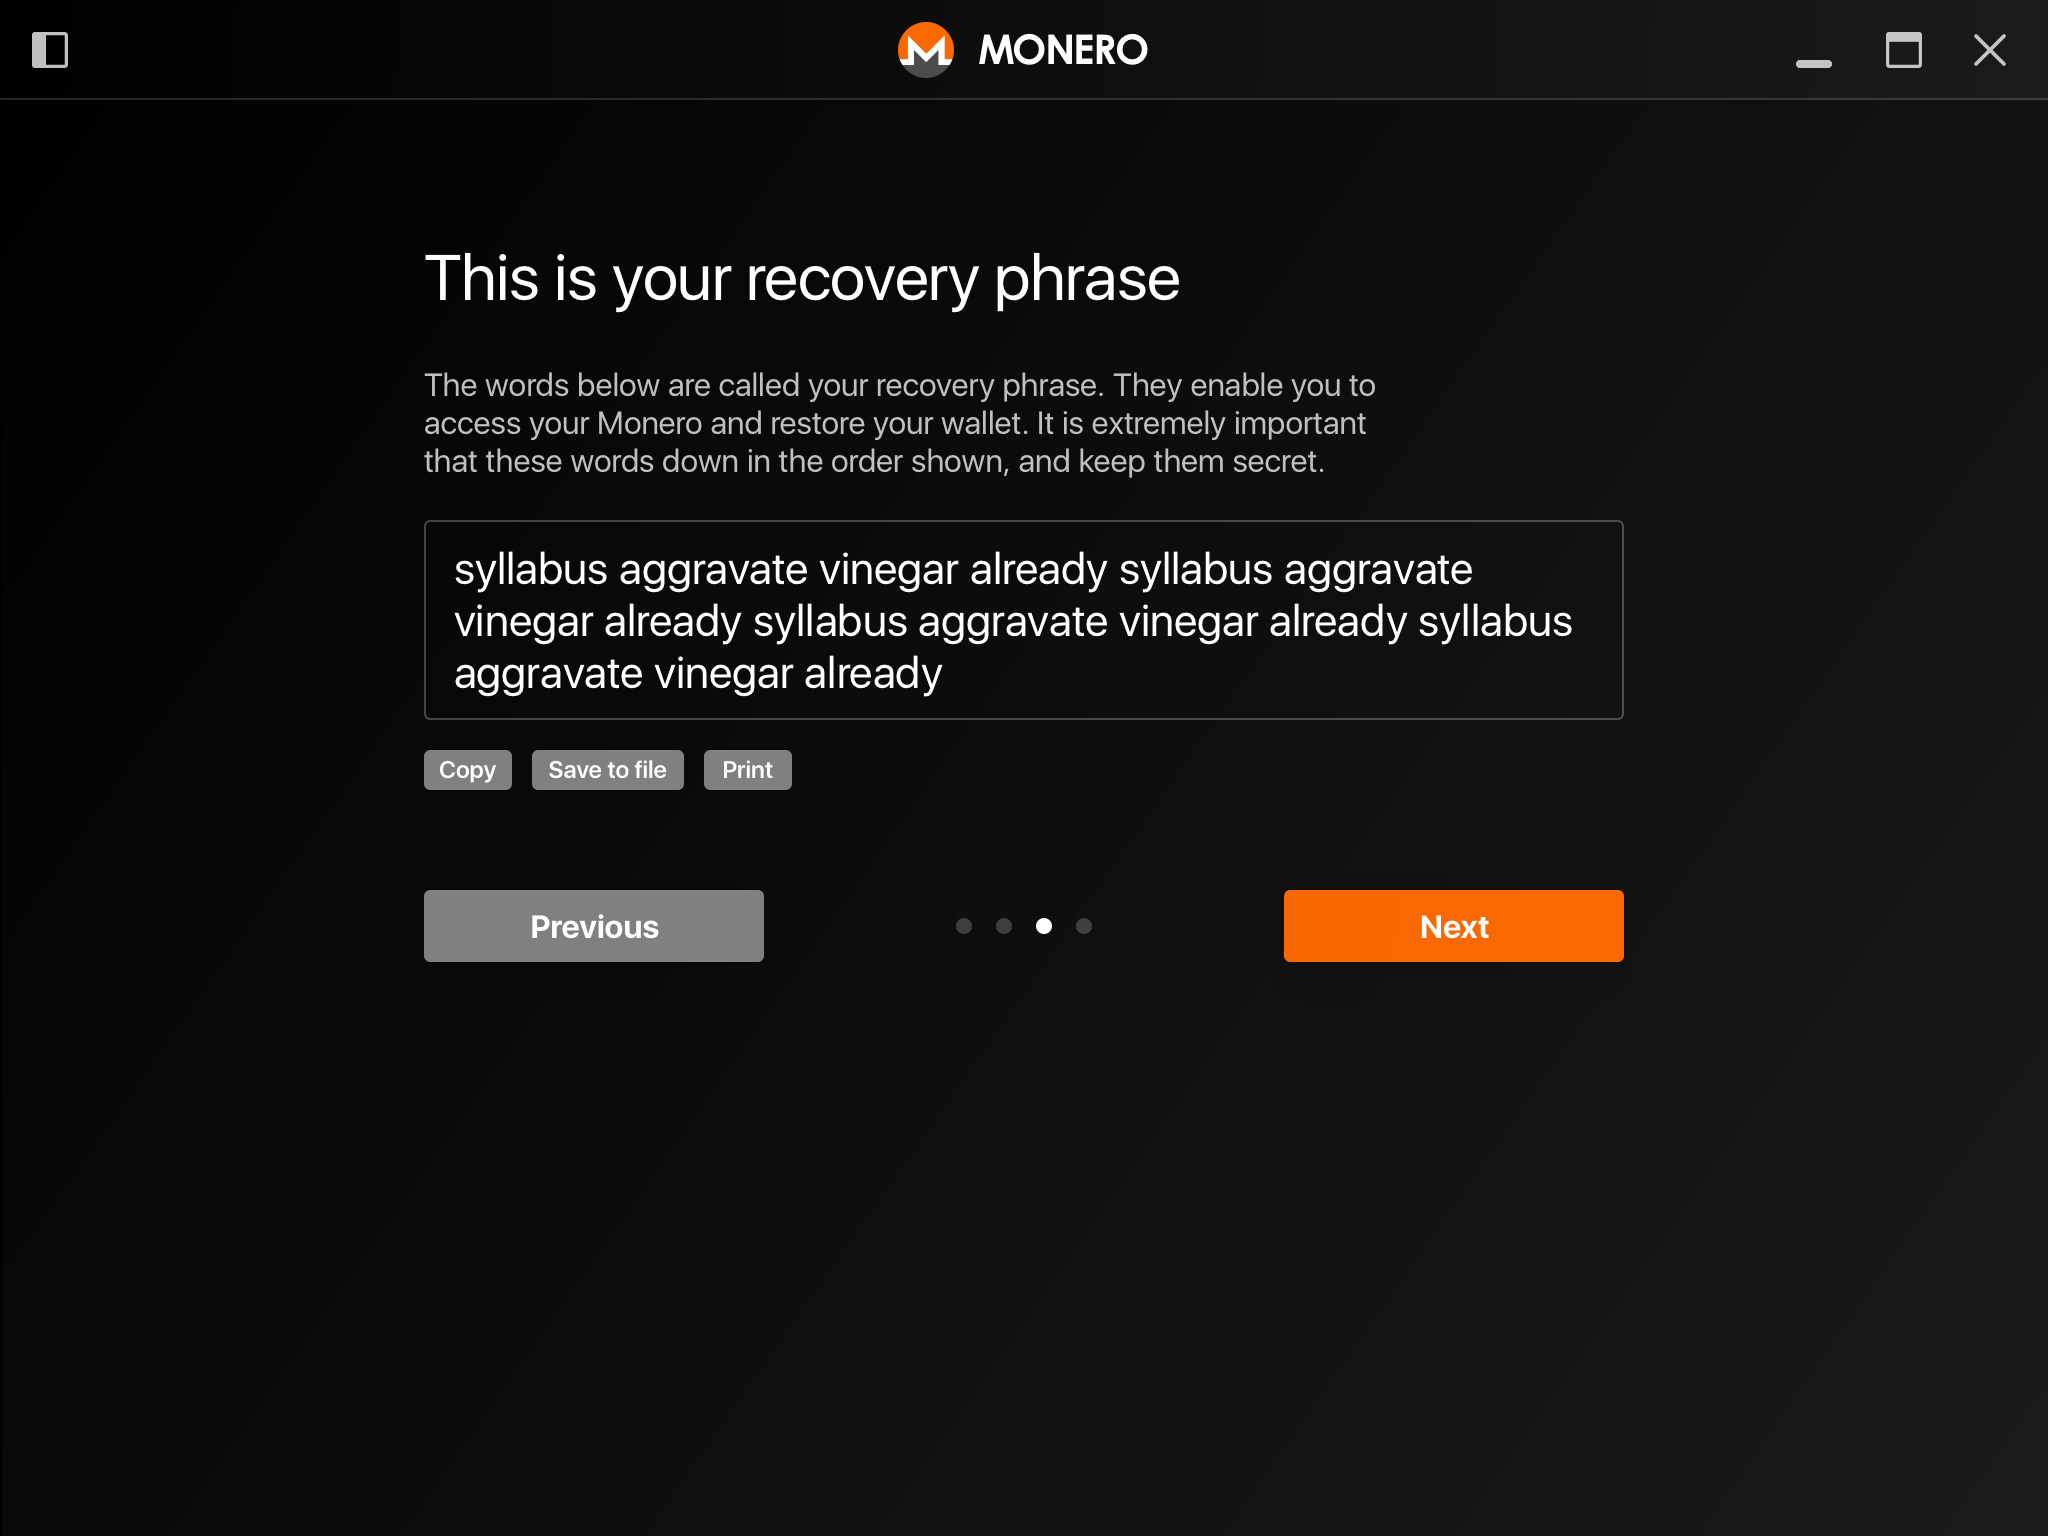 MONERO
This is your recovery phrase
The words below are called your recovery phrase. They enable you to
access your Monero and restore your wallet. It is extremely important
that these words down in the order shown, and keep them secret.
syllabus aggravate vinegar already syllabus aggravate
vinegar already syllabus aggravate vinegar already syllabus
aggravate vinegar already
Copy Save to file Print
Previous Next